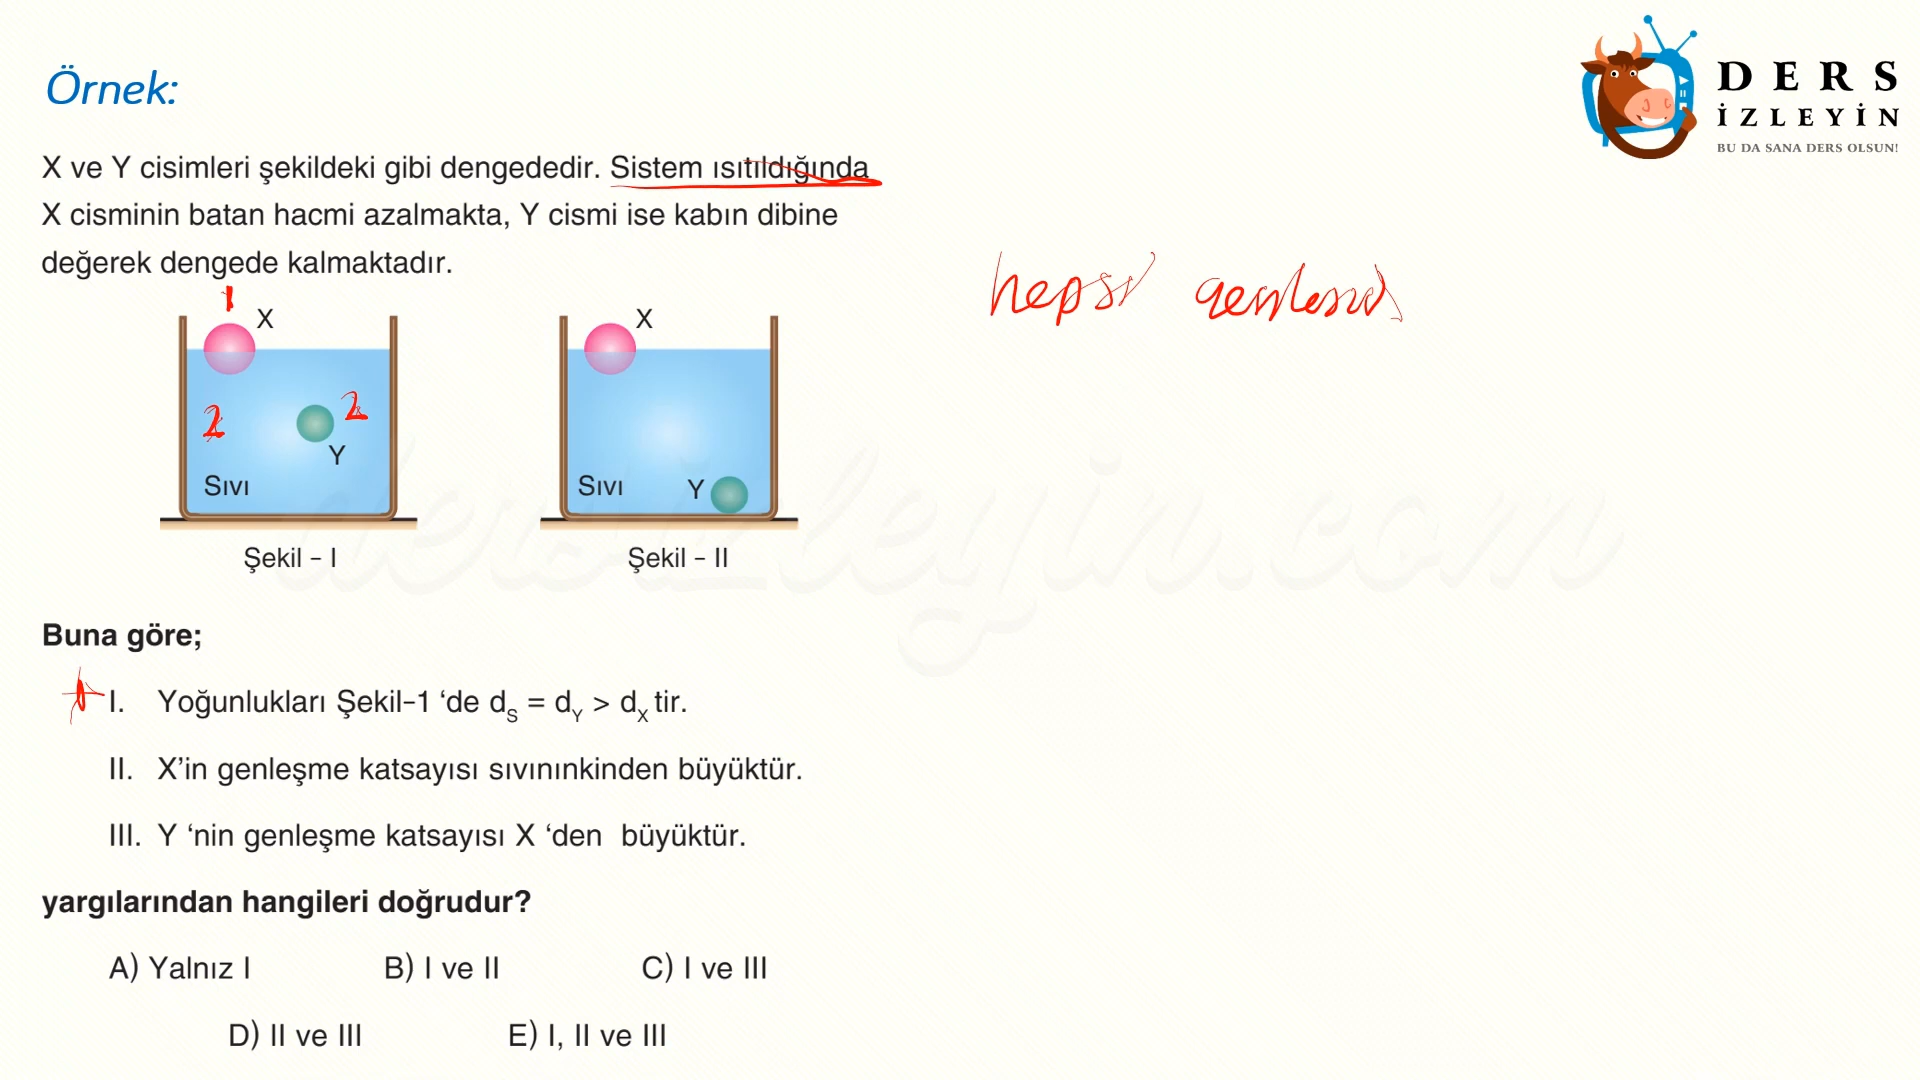 Örnek:
DERS
İZLEYİN
BU DA SANA DERS OLSUN!
X ve Y cisimleri şekildeki gibi dengededir. Sistem ısıtıldığında
X cisminin batan hacmi azalmakta, Y cismi ise kabın dibine
değerek dengede kalmaktadır.
hepsi
1
X
2
2
Y
Sıvı
Şekil - I
X
Sıvı
Y
Şekil - II
dersizleyin.com
Buna göre;
I. Yoğunlukları Şekil-1 ‘de dS = dY > dX tir.
II. X’in genleşme katsayısı sıvınınkinden büyüktür.
III. Y ‘nin genleşme katsayısı X ‘den büyüktür.
yargılarından hangileri doğrudur?
A) Yalnız I B) I ve II C) I ve III
D) II ve III E) I, II ve III